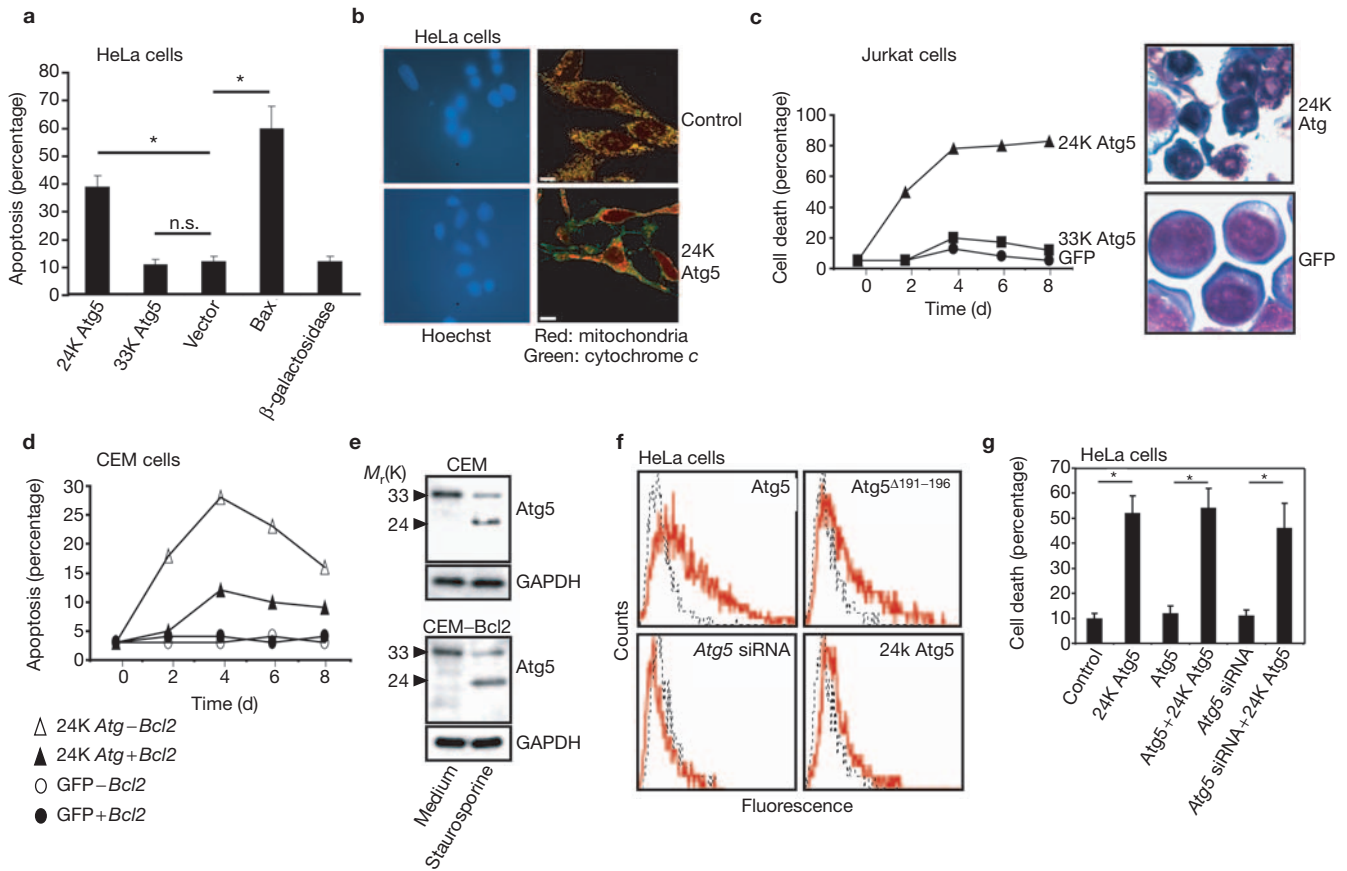 a
HeLa cells
Apoptosis (percentage)
80
70
60
50
40
30
20
10
0
*
n.s.
*
24K Atg5
33K Atg5
Vector
Bax
β-galactosidase
b
HeLa cells
Control
24K
Atg5
Hoechst
Red: mitochondria
Green: cytochrome c
c
Jurkat cells
Cell death (percentage)
100
80
60
40
20
0
0 2 4 6 8
Time (d)
24K Atg5
33K Atg5
GFP
24K
Atg
GFP
d
CEM cells
Apoptosis (percentage)
30
25
20
15
10
5
0
0 2 4 6 8
Time (d)
24K Atg–Bcl2
24K Atg+Bcl2
GFP–Bcl2
GFP+Bcl2
e
Mr(K)
CEM
33
24
Atg5
GAPDH
CEM–Bcl2
33
24
Atg5
GAPDH
Medium
Staurosporine
f
HeLa cells
Atg5
Atg5Δ191–196
Atg5 siRNA
24k Atg5
Counts
Fluorescence
g
HeLa cells
Cell death (percentage)
70
60
50
40
30
20
10
0
* * *
Control
24K Atg5
Atg5
Atg5+24K Atg5
Atg5 siRNA
Atg5 siRNA+24K Atg5